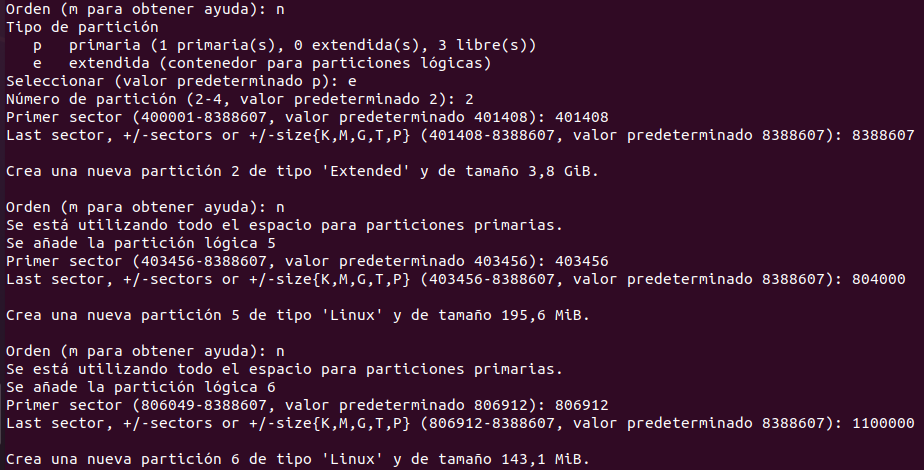 Orden (m para obtener ayuda): n
Tipo de partición
p primaria (1 primaria(s), 0 extendida(s), 3 libre(s))
e extendida (contenedor para particiones lógicas)
Seleccionar (valor predeterminado p): e
Número de partición (2-4, valor predeterminado 2): 2
Primer sector (400001-8388607, valor predeterminado 401408): 401408
Last sector, +/-sectors or +/-size{K,M,G,T,P} (401408-8388607, valor predeterminado 8388607): 8388607
Crea una nueva partición 2 de tipo 'Extended' y de tamaño 3,8 GiB.
Orden (m para obtener ayuda): n
Se está utilizando todo el espacio para particiones primarias.
Se añade la partición lógica 5
Primer sector (403456-8388607, valor predeterminado 403456): 403456
Last sector, +/-sectors or +/-size{K,M,G,T,P} (403456-8388607, valor predeterminado 8388607): 804000
Crea una nueva partición 5 de tipo 'Linux' y de tamaño 195,6 MiB.
Orden (m para obtener ayuda): n
Se está utilizando todo el espacio para particiones primarias.
Se añade la partición lógica 6
Primer sector (806049-8388607, valor predeterminado 806912): 806912
Last sector, +/-sectors or +/-size{K,M,G,T,P} (806912-8388607, valor predeterminado 8388607): 1100000
Crea una nueva partición 6 de tipo 'Linux' y de tamaño 143,1 MiB.